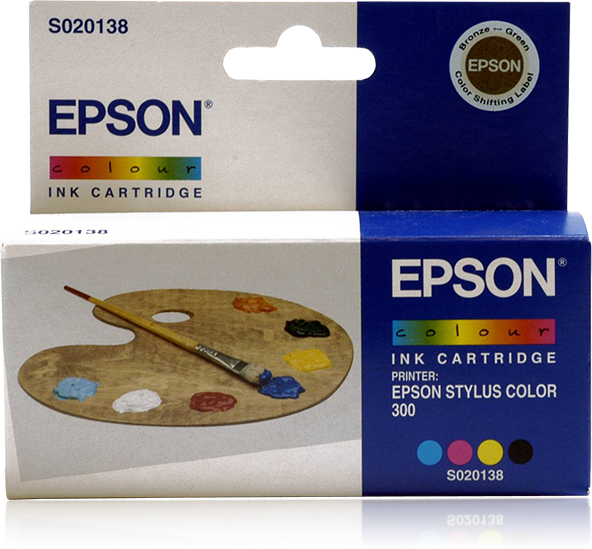 S020138
EPSON®
colour
INK CARTRIDGE
Bronze ↔ Green
EPSON
Color Shifting Label
S020138
EPSON®
colour
INK CARTRIDGE
PRINTER:
EPSON STYLUS COLOR
300
S020138